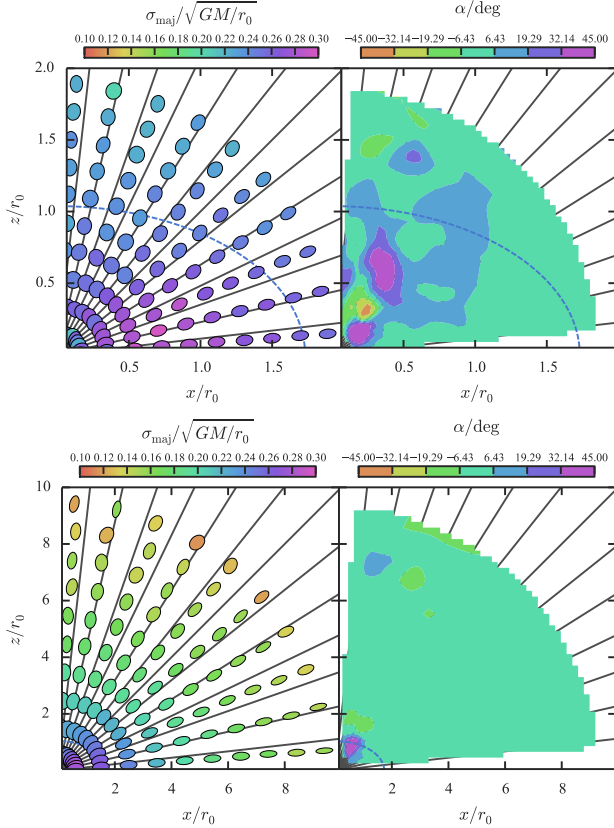 σ_maj/√GM/r_0 α/deg
0.10 0.12 0.14 0.16 0.18 0.20 0.22 0.24 0.26 0.28 0.30 −45.00 −32.14 −19.29 −6.43 6.43 19.29 32.14 45.00
2.0
1.5
1.0
0.5
z/r_0
0.5 1.0 1.5 0.5 1.0 1.5
x/r_0 x/r_0
σ_maj/√GM/r_0 α/deg
0.10 0.12 0.14 0.16 0.18 0.20 0.22 0.24 0.26 0.28 0.30 −45.00 −32.14 −19.29 −6.43 6.43 19.29 32.14 45.00
10
8
6
4
2
z/r_0
2 4 6 8 2 4 6 8
x/r_0 x/r_0